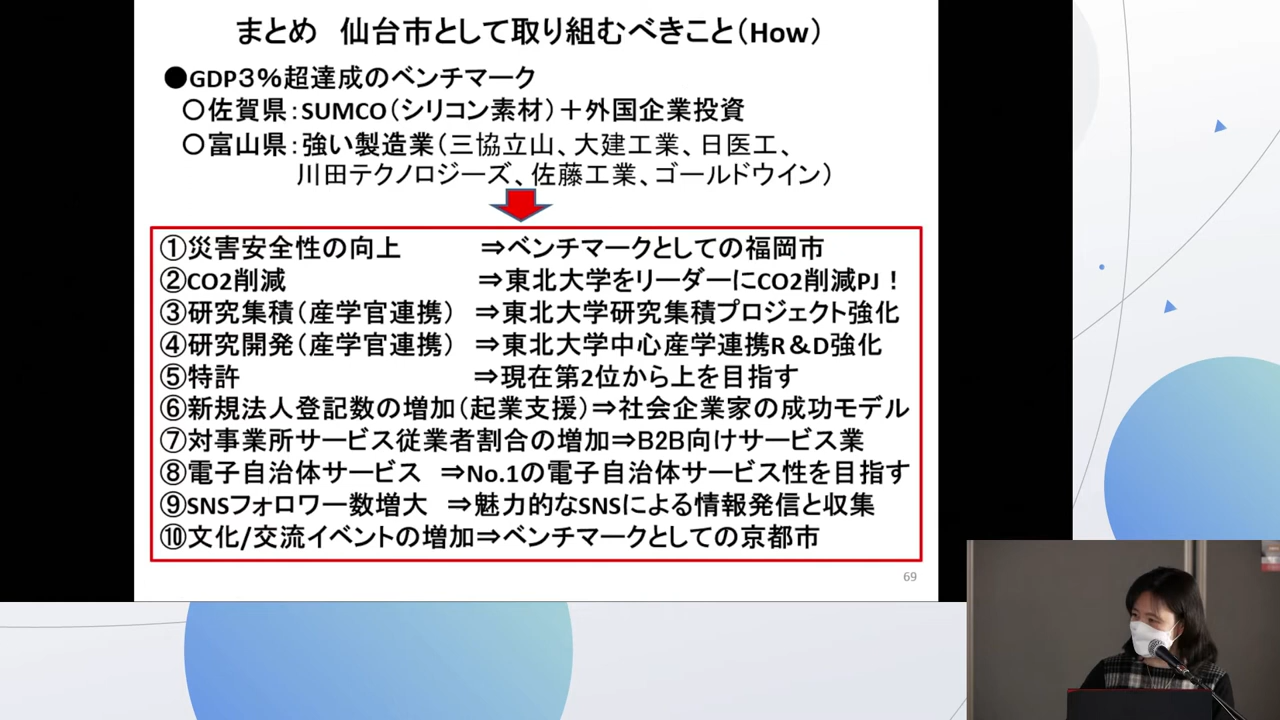 まとめ　仙台市として取り組むべきこと（How）
●GDP３％超達成のベンチマーク
○佐賀県：SUMCO（シリコン素材）＋外国企業投資
○富山県：強い製造業（三協立山、大建工業、日医工、
川田テクノロジーズ、佐藤工業、ゴールドウイン）
①災害安全性の向上　⇒ベンチマークとしての福岡市
②CO2削減　⇒東北大学をリーダーにCO2削減PJ！
③研究集積（産学官連携）　⇒東北大学研究集積プロジェクト強化
④研究開発（産学官連携）　⇒東北大学中心産学連携R＆D強化
⑤特許　⇒現在第2位から上を目指す
⑥新規法人登記数の増加（起業支援）⇒社会企業家の成功モデル
⑦対事業所サービス従業者割合の増加⇒B2B向けサービス業
⑧電子自治体サービス　⇒No.1の電子自治体サービス性を目指す
⑨SNSフォロワー数増大　⇒魅力的なSNSによる情報発信と収集
⑩文化/交流イベントの増加⇒ベンチマークとしての京都市
69